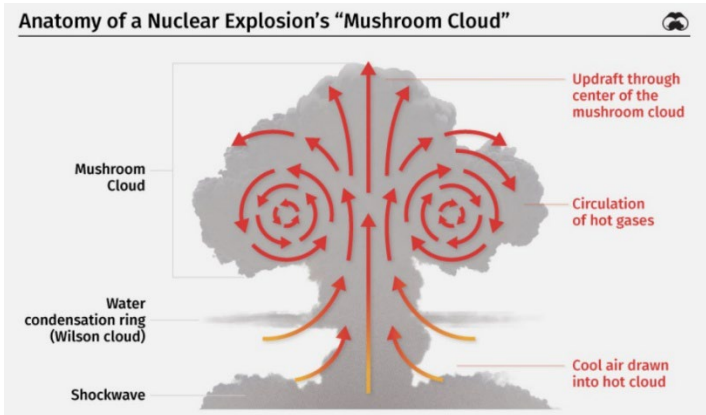 Anatomy of a Nuclear Explosion's “Mushroom Cloud”
Updraft through
center of the
mushroom cloud
Mushroom
Cloud
Circulation
of hot gases
Water
condensation ring
(Wilson cloud)
Cool air drawn
into hot cloud
Shockwave